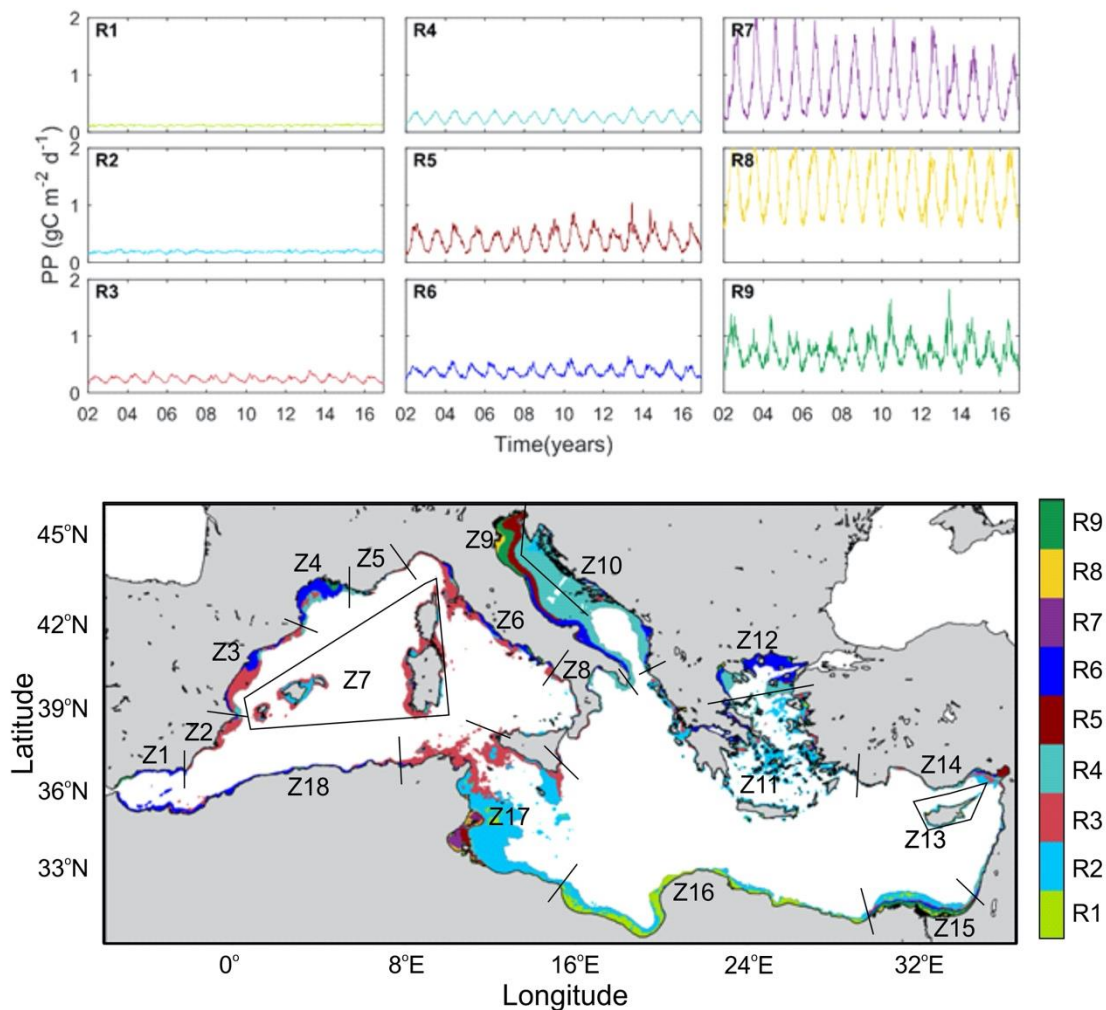 R1
R4
R7
R2
R5
R8
R3
R6
R9
2
1
0
2
1
0
2
1
0
PP (gC m⁻² d⁻¹)
02 04 06 08 10 12 14 16
02 04 06 08 10 12 14 16
02 04 06 08 10 12 14 16
Time(years)
45°N
42°N
39°N
36°N
33°N
Latitude
Z1
Z2
Z3
Z4
Z5
Z6
Z7
Z8
Z9
Z10
Z11
Z12
Z13
Z14
Z15
Z16
Z17
Z18
0° 8°E 16°E 24°E 32°E
Longitude
R9
R8
R7
R6
R5
R4
R3
R2
R1